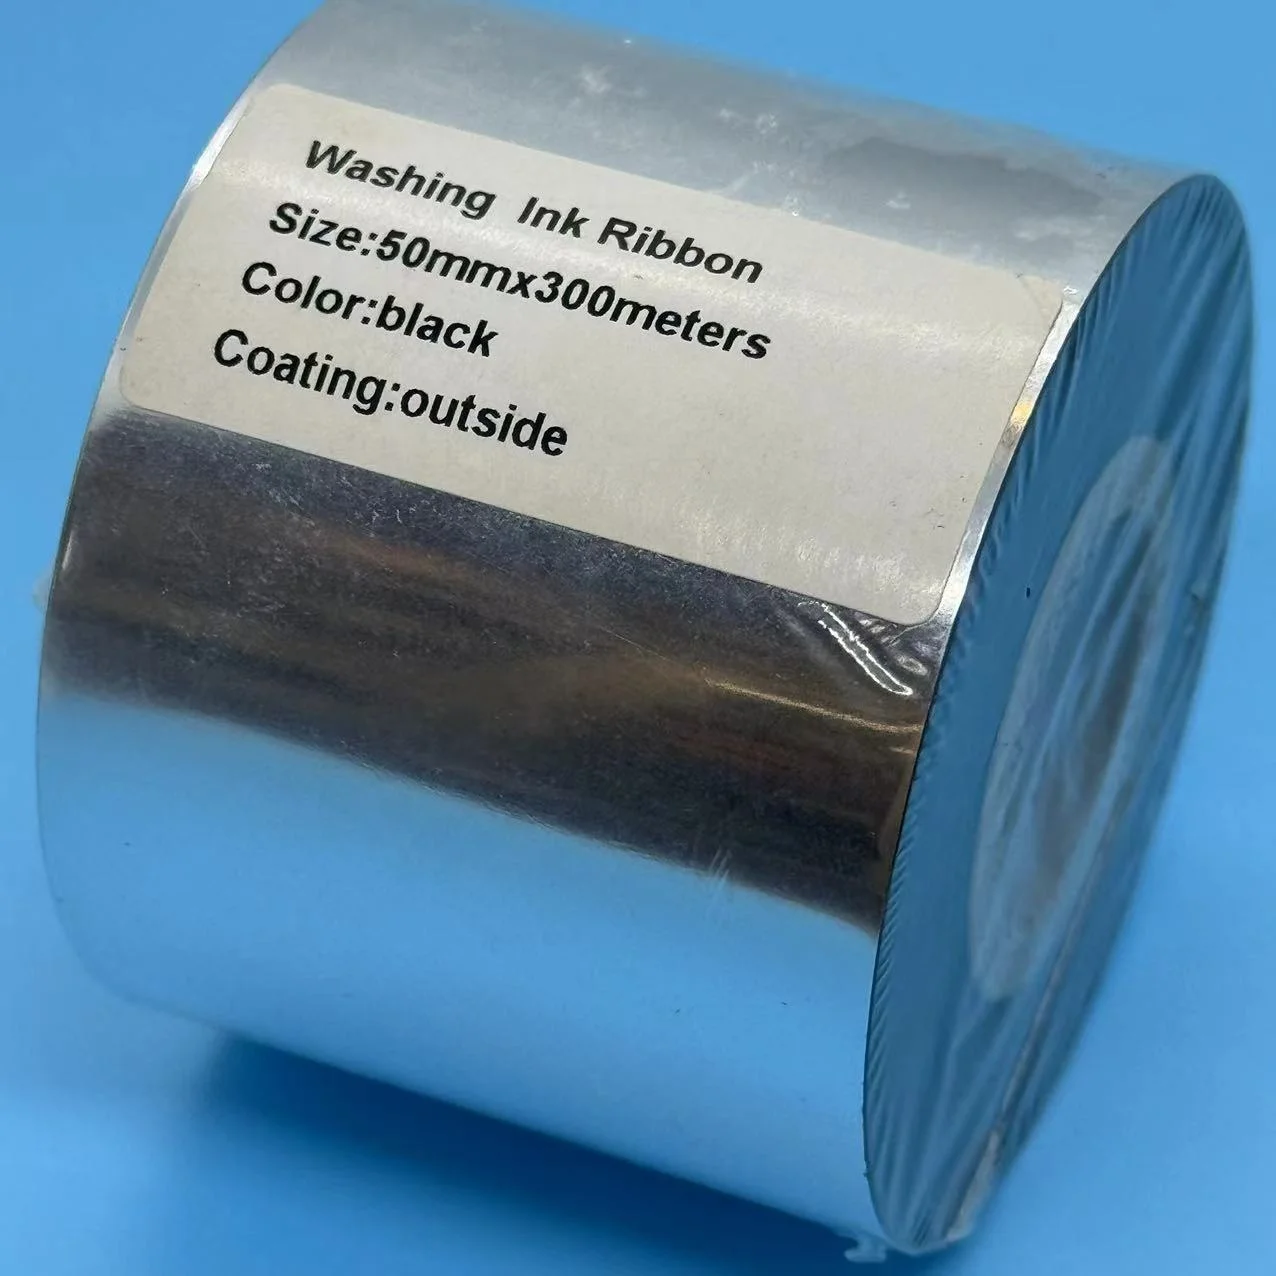 Washing Ink Ribbon
Size:50mmx300meters
Color:black
Coating:outside